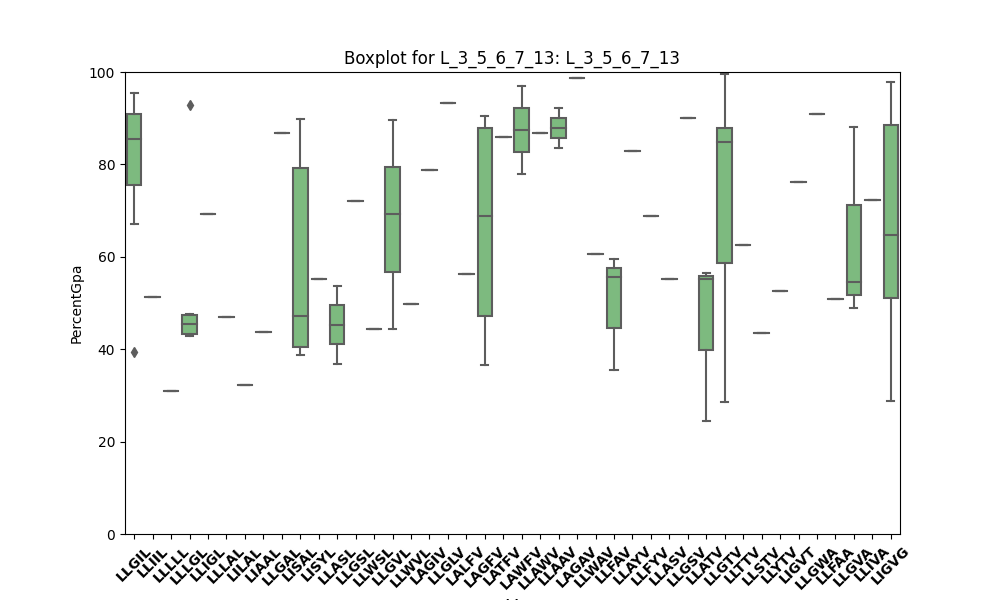 Boxplot for L_3_5_6_7_13: L_3_5_6_7_13
PercentGpa
100
80
60
40
20
0
LLGIL
LLIIL
LLLLL
LLLGL
LLIGL
LLLAL
LILAL
LIAAL
LLGAL
LISAL
LISYL
LLASL
LLGSL
LLWSL
LLGVL
LLWVL
LAGIV
LLGLV
LALFV
LAGFV
LATFV
LAWFV
LLAWV
LLAAV
LAGAV
LLWAV
LLFAV
LLAYV
LLFYV
LLASV
LLGSV
LLATV
LLGTV
LLTTV
LLSTV
LLYTV
LIGVT
LLGWA
LLFAA
LLGVA
LLIVA
LIGVG